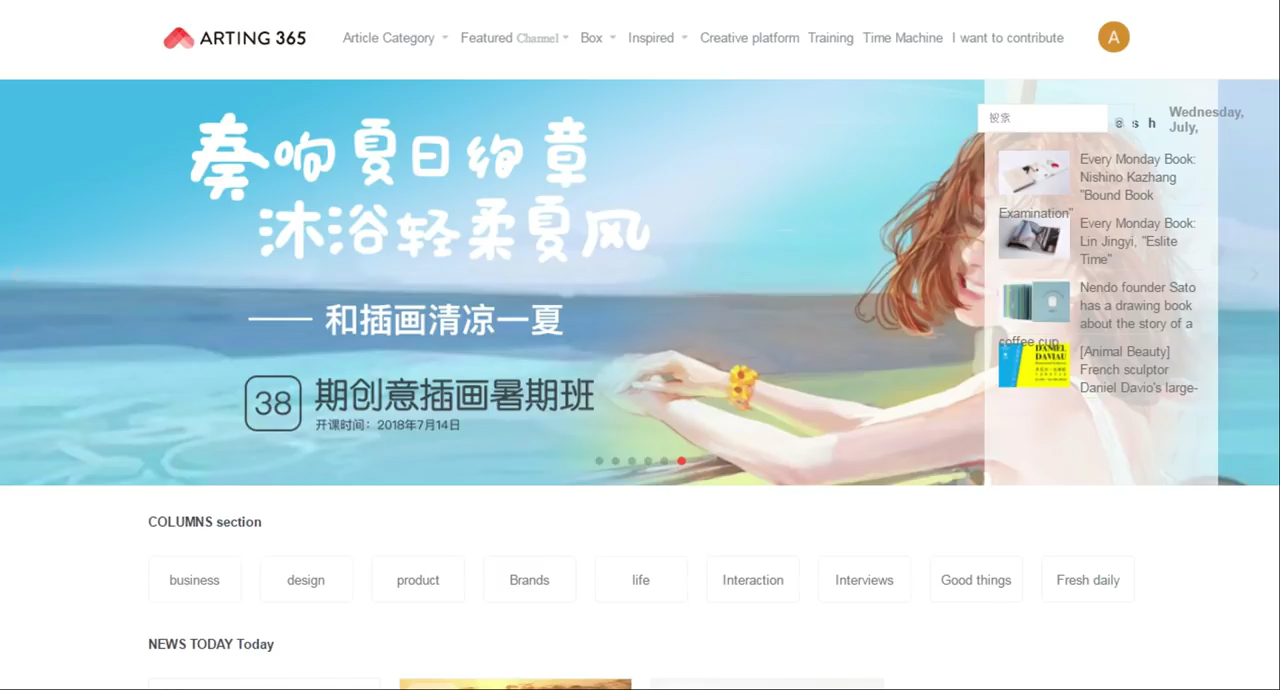 ARTING 365
Article Category Featured Channel Box Inspired Creative platform Training Time Machine I want to contribute
A
奏响夏日绚章
沐浴轻柔夏风
和插画清凉一夏
38 期创意插画暑期班
开课时间：2018年7月14日
搜索
s h
Wednesday,
July,
Every Monday Book:
Nishino Kazhang
"Bound Book
Examination"
Every Monday Book:
Lin Jingyi, "Eslite
Time"
Nendo founder Sato
has a drawing book
about the story of a
coffee cup
DANIEL
DAVIAU
[Animal Beauty]
French sculptor
Daniel Davio's large-
COLUMNS section
business design product Brands life Interaction Interviews Good things Fresh daily
NEWS TODAY Today